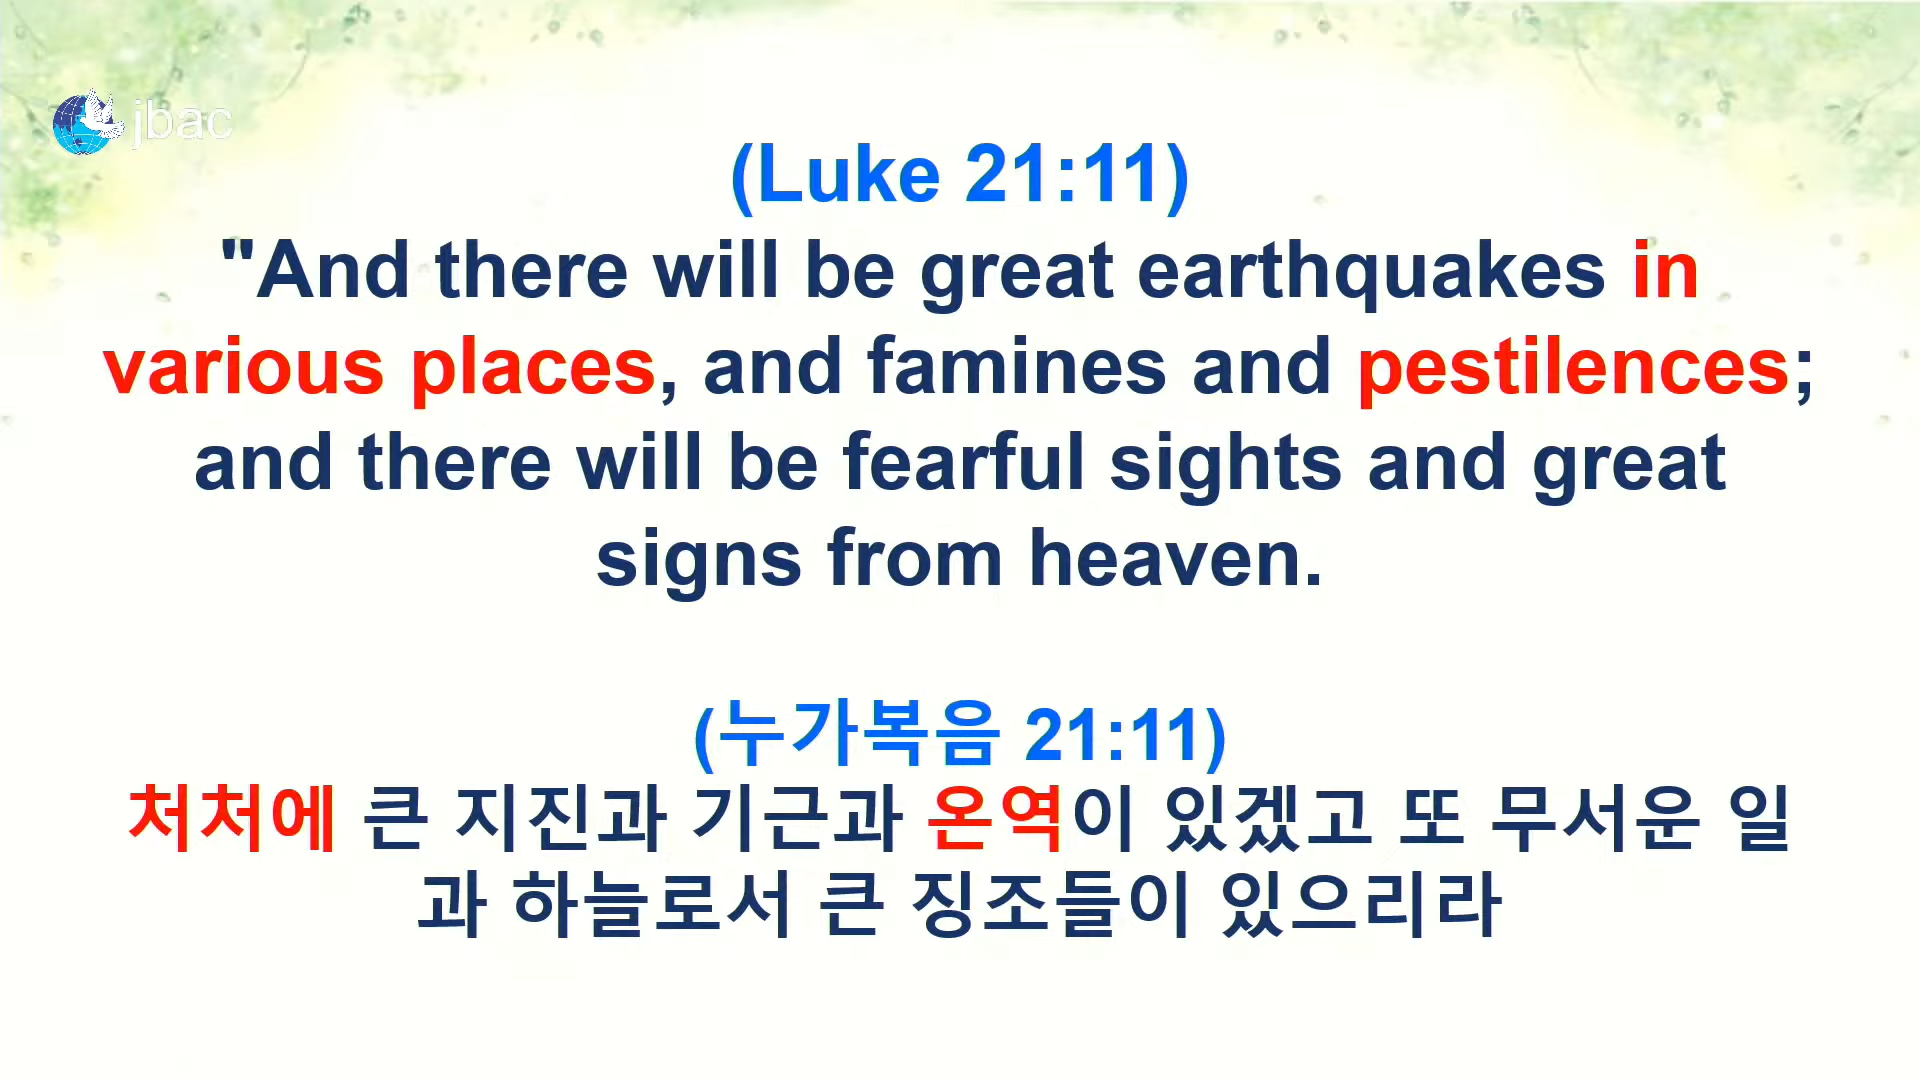 jbac
(Luke 21:11)
"And there will be great earthquakes in
various places, and famines and pestilences;
and there will be fearful sights and great
signs from heaven.
(누가복음 21:11)
처처에 큰 지진과 기근과 온역이 있겠고 또 무서운 일
과 하늘로서 큰 징조들이 있으리라